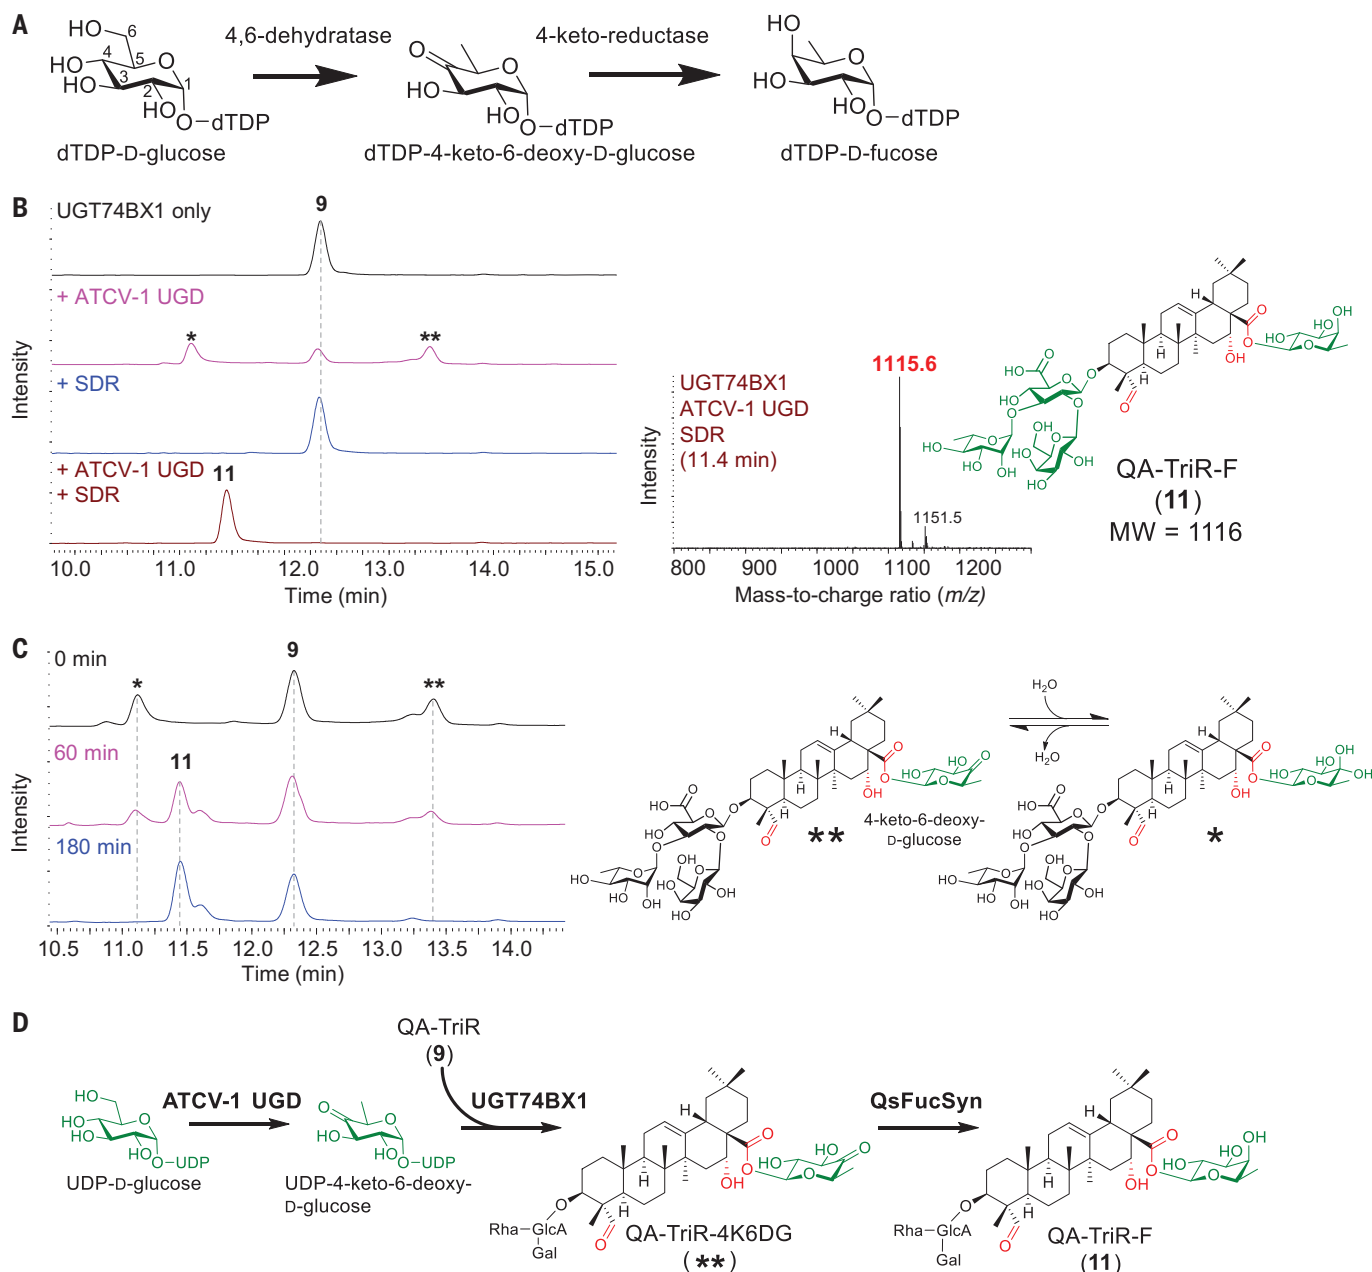 A
4,6-dehydratase
4-keto-reductase
HO
6
4
5
O
HO
HO
3
2
1
HO
O–dTDP
O
O
HO
HO
O–dTDP
HO
O
HO
HO
O–dTDP
dTDP-D-glucose
dTDP-4-keto-6-deoxy-D-glucose
dTDP-D-fucose
B
UGT74BX1 only
9
+ ATCV-1 UGD
*
**
+ SDR
+ ATCV-1 UGD
+ SDR
11
Intensity
10.0 11.0 12.0 13.0 14.0 15.0
Time (min)
1115.6
UGT74BX1
ATCV-1 UGD
SDR
(11.4 min)
1151.5
Intensity
800 900 1000 1100 1200
Mass-to-charge ratio (m/z)
QA-TriR-F
(11)
MW = 1116
C
0 min
9
*
**
60 min
11
180 min
Intensity
10.5 11.0 11.5 12.0 12.5 13.0 13.5 14.0
Time (min)
H2O
H2O
4-keto-6-deoxy-
D-glucose
**
*
D
QA-TriR
(9)
ATCV-1 UGD
UGT74BX1
QsFucSyn
HO
O
HO
HO
HO
O–UDP
O
O
HO
HO
O–UDP
UDP-D-glucose
UDP-4-keto-6-deoxy-
D-glucose
Rha–GlcA
Gal
QA-TriR-4K6DG
(**)
Rha–GlcA
Gal
QA-TriR-F
(11)